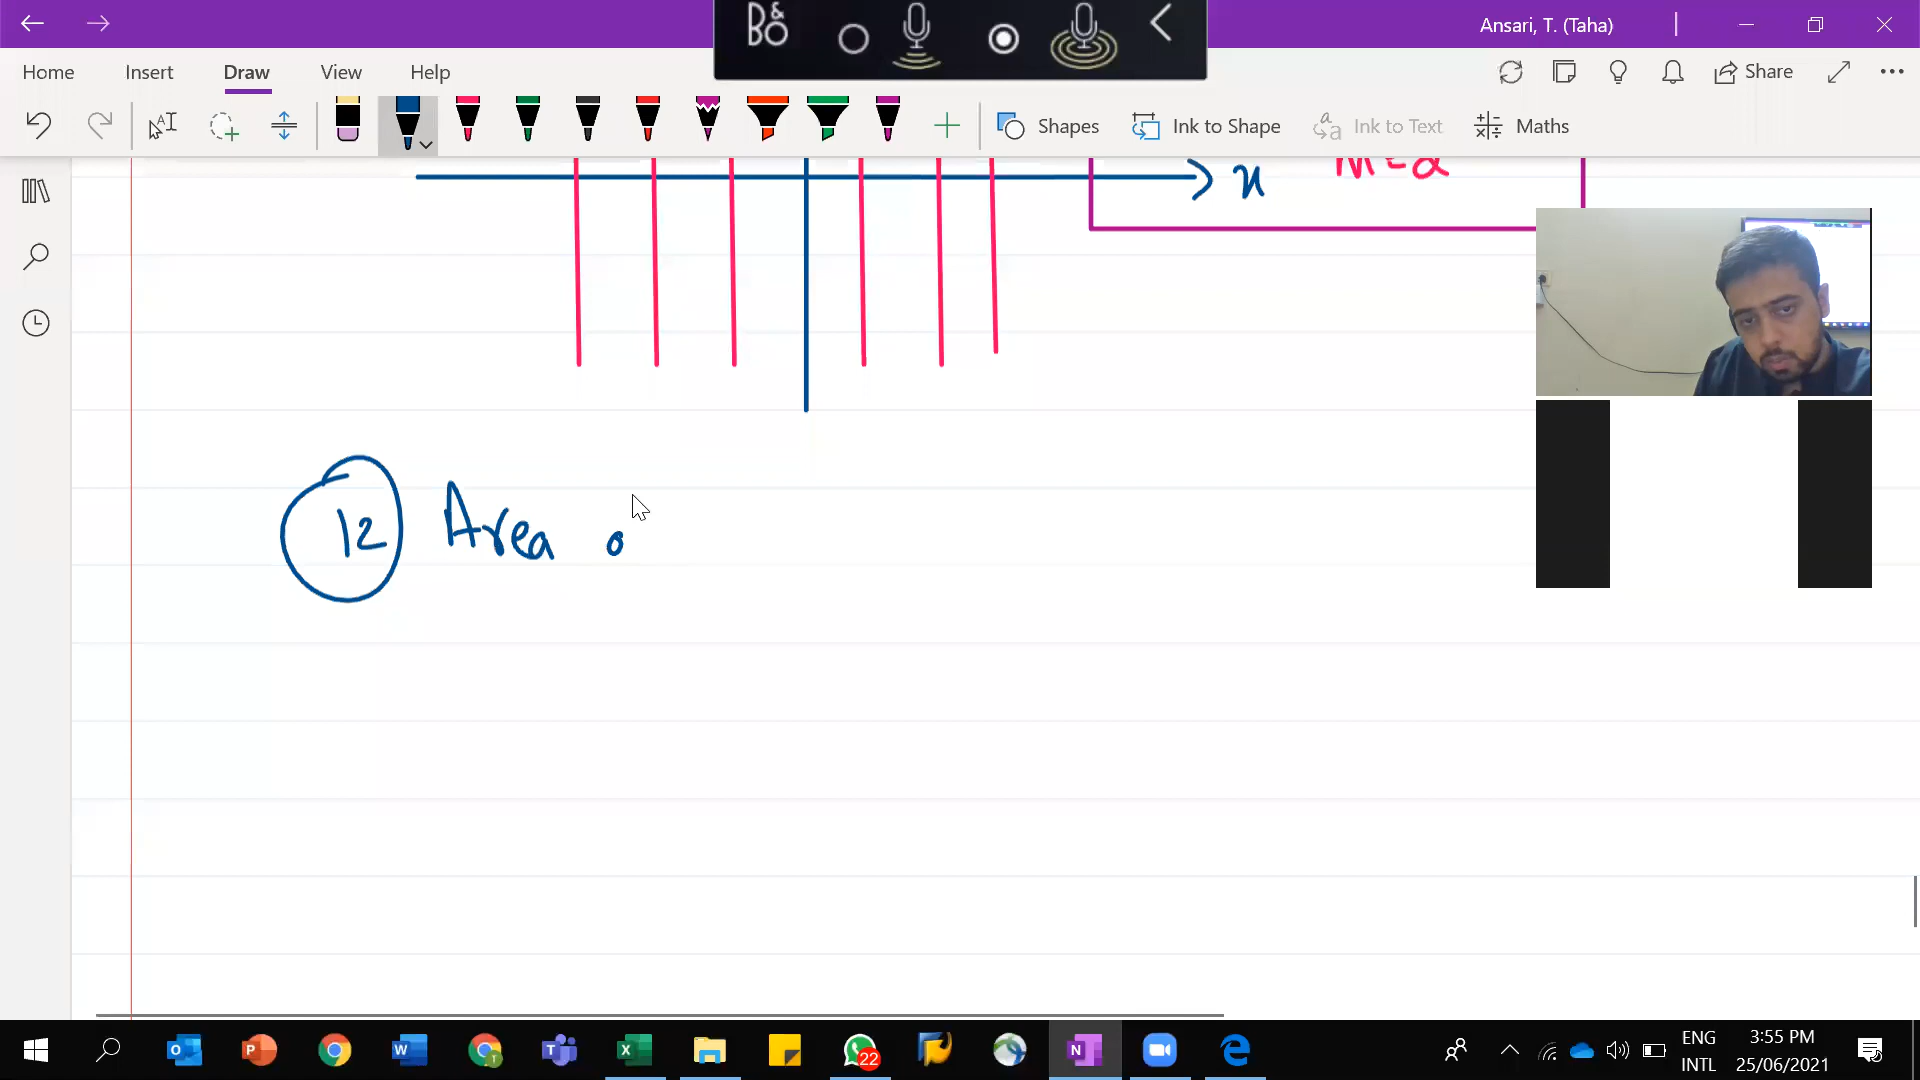 B&O
Ansari, T. (Taha)
Home Insert Draw View Help
Share
Shapes Ink to Shape Ink to Text Maths
x
m=α
12 Area o
22
ENG
INTL
3:55 PM
25/06/2021